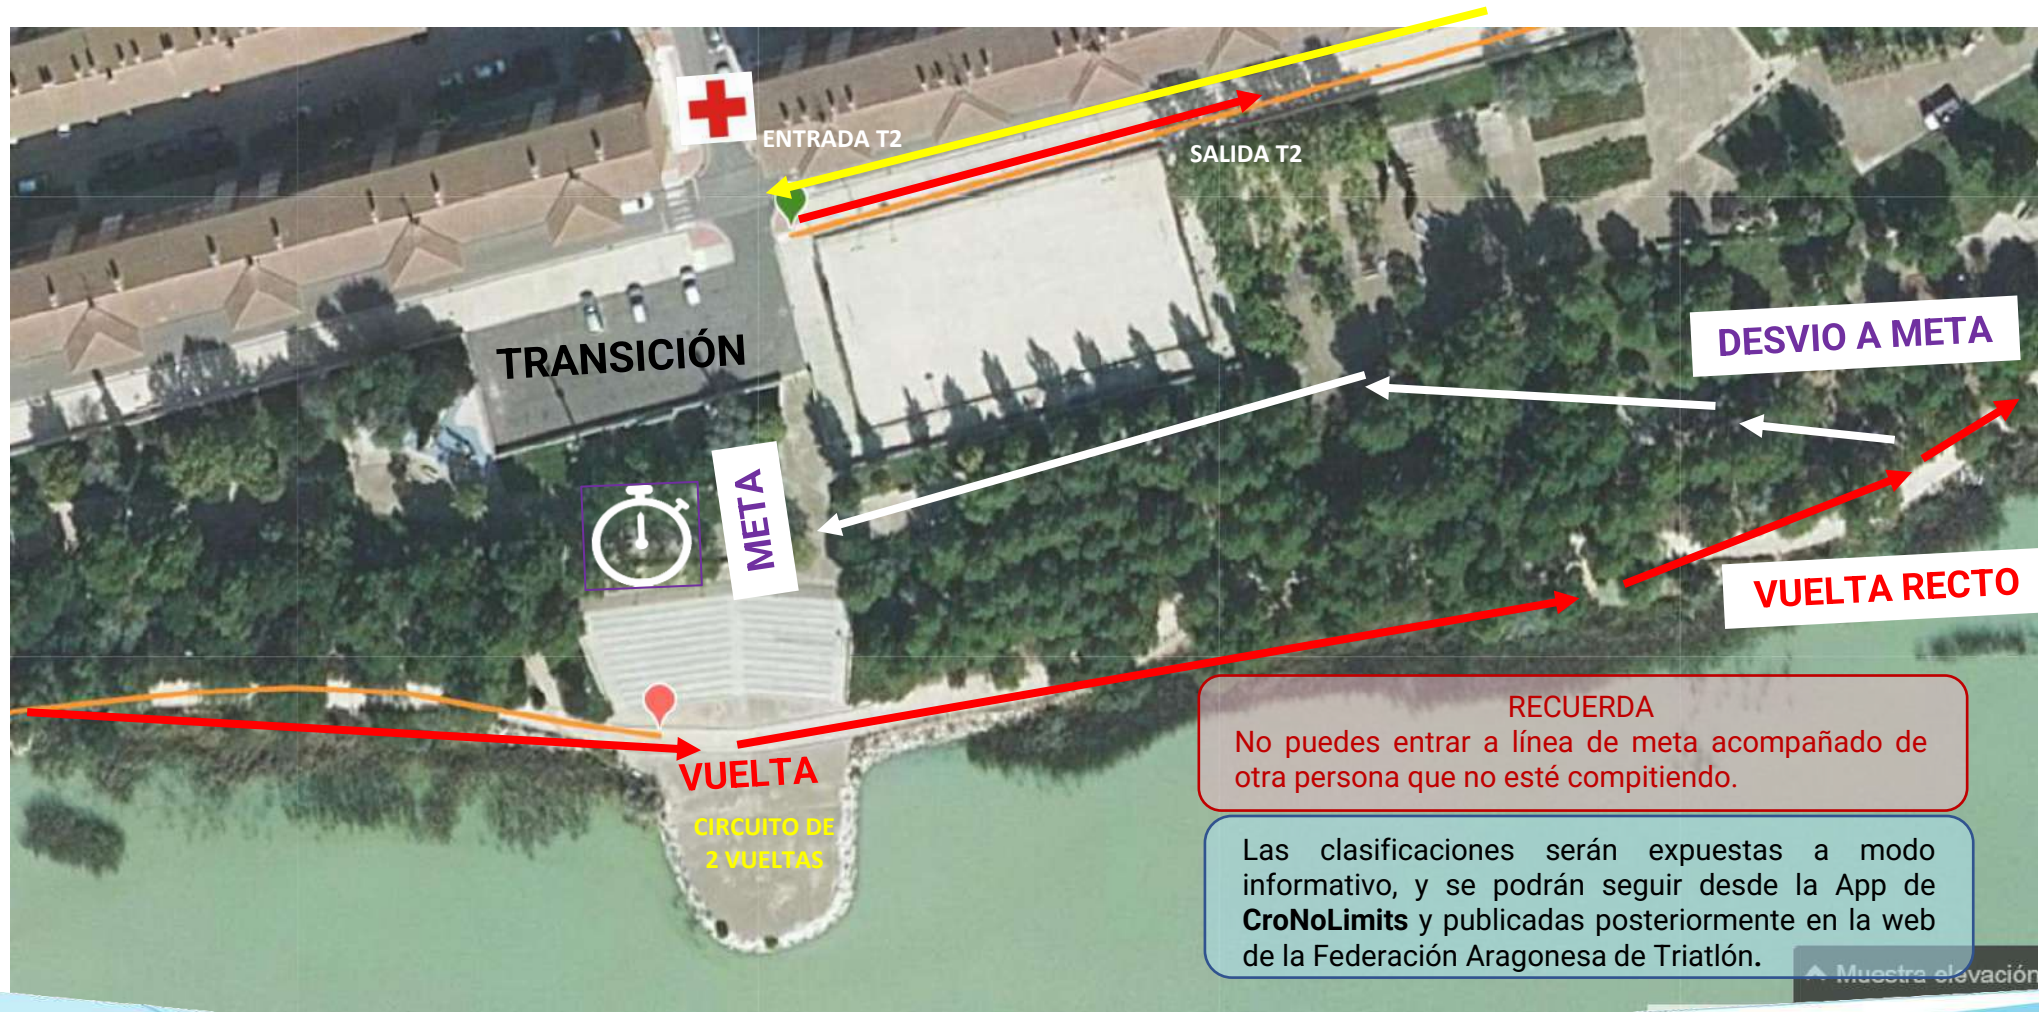 ENTRADA T2
SALIDA T2
TRANSICIÓN
DESVIO A META
META
VUELTA RECTO
VUELTA
CIRCUITO DE
2 VUELTAS
RECUERDA
No puedes entrar a línea de meta acompañado de
otra persona que no esté compitiendo.
Las clasificaciones serán expuestas a modo
informativo, y se podrán seguir desde la App de
CroNoLimits y publicadas posteriormente en la web
de la Federación Aragonesa de Triatlón.
Muestra elevación